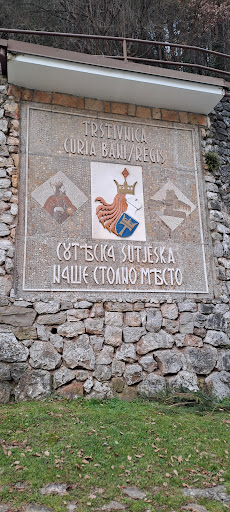 TRSTIVNICA
CURIA BANI/REGIS
СУТѢСКА SUTJESKA
НАШЕ СТОЛНО МѢСТО